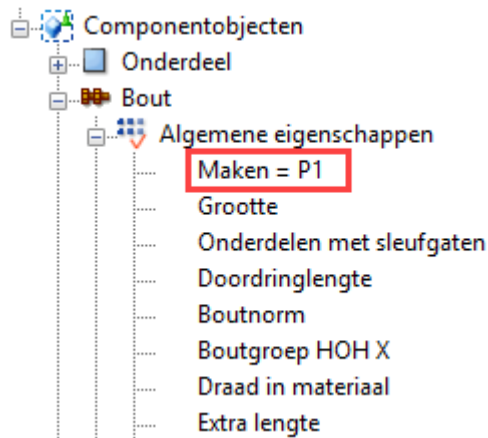 Componentobjecten
Onderdeel
Bout
Algemene eigenschappen
Maken = P1
Grootte
Onderdelen met sleufgaten
Doordringlengte
Boutnorm
Boutgroep HOH X
Draad in materiaal
Extra lengte